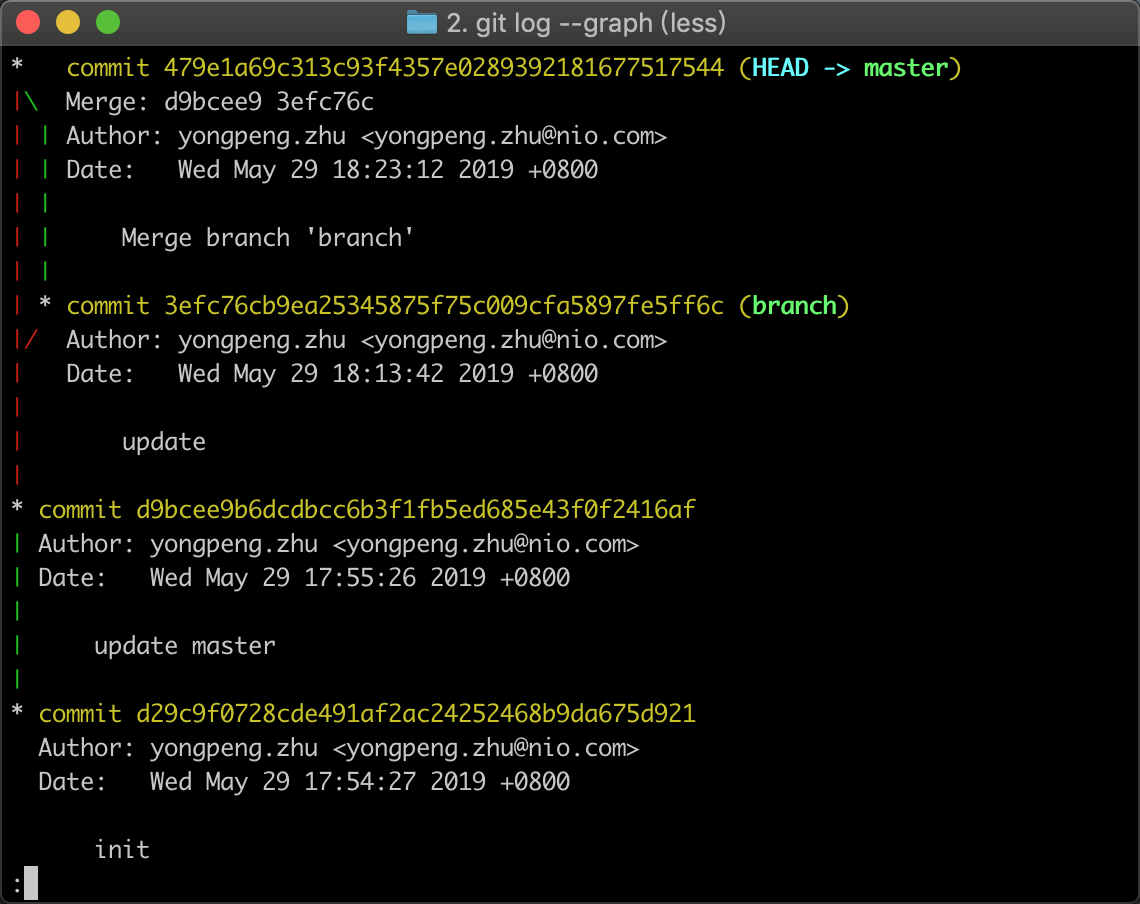 2. git log --graph (less)
*   commit 479e1a69c313c93f4357e0289392181677517544 (HEAD -> master)
|\  Merge: d9bcee9 3efc76c
| | Author: yongpeng.zhu <yongpeng.zhu@nio.com>
| | Date:   Wed May 29 18:23:12 2019 +0800
| |
| |     Merge branch 'branch'
| |
| * commit 3efc76cb9ea25345875f75c009cfa5897fe5ff6c (branch)
|/  Author: yongpeng.zhu <yongpeng.zhu@nio.com>
|   Date:   Wed May 29 18:13:42 2019 +0800
|
|       update
|
* commit d9bcee9b6dcdbcc6b3f1fb5ed685e43f0f2416af
| Author: yongpeng.zhu <yongpeng.zhu@nio.com>
| Date:   Wed May 29 17:55:26 2019 +0800
|
|     update master
|
* commit d29c9f0728cde491af2ac24252468b9da675d921
  Author: yongpeng.zhu <yongpeng.zhu@nio.com>
  Date:   Wed May 29 17:54:27 2019 +0800

      init
: